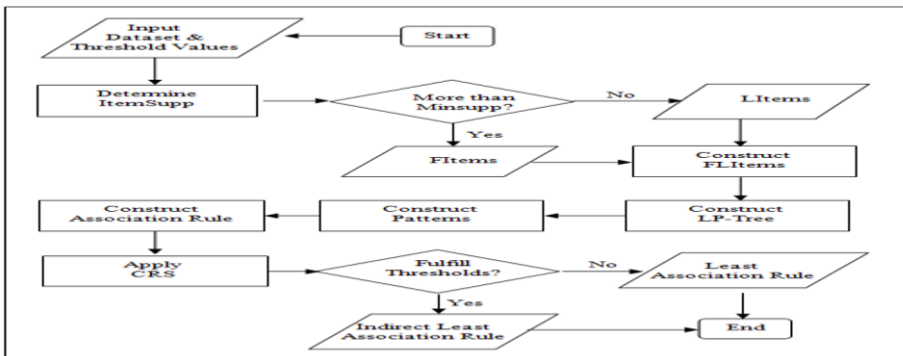 Input
Dataset &
Threshold Values
Start
Determine
ItemSupp
More than
Minsupp?
No
LItems
Yes
FItems
Construct
FLItems
Construct
Association Rule
Construct
Patterns
Construct
LP-Tree
Apply
CRS
Fulfill
Thresholds?
No
Least
Association Rule
Yes
Indirect Least
Association Rule
End